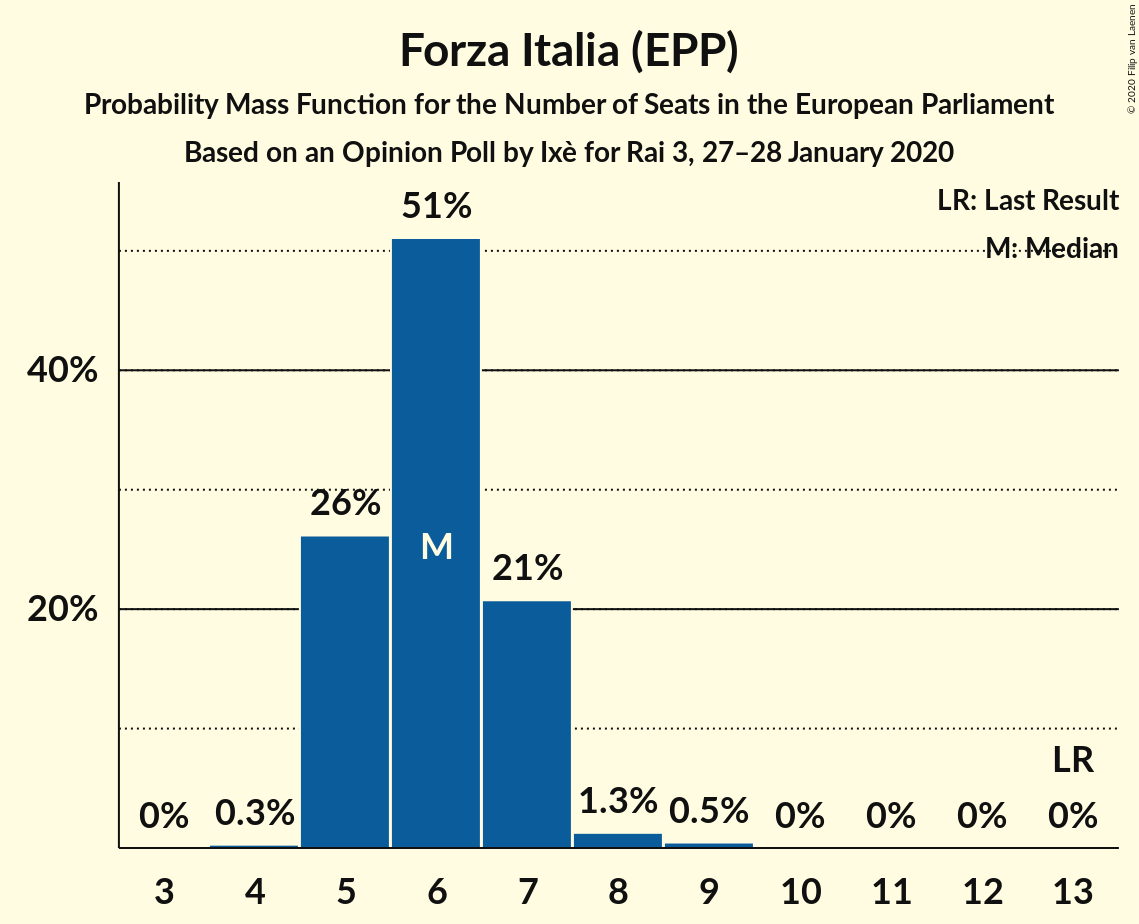 Forza Italia (EPP)
Probability Mass Function for the Number of Seats in the European Parliament
Based on an Opinion Poll by Ixè for Rai 3, 27–28 January 2020
© 2020 Filip van Laenen
LR: Last Result
M: Median
40%
20%
0%
0.3%
26%
51%
M
21%
1.3%
0.5%
0%
0%
0%
LR
0%
3 4 5 6 7 8 9 10 11 12 13